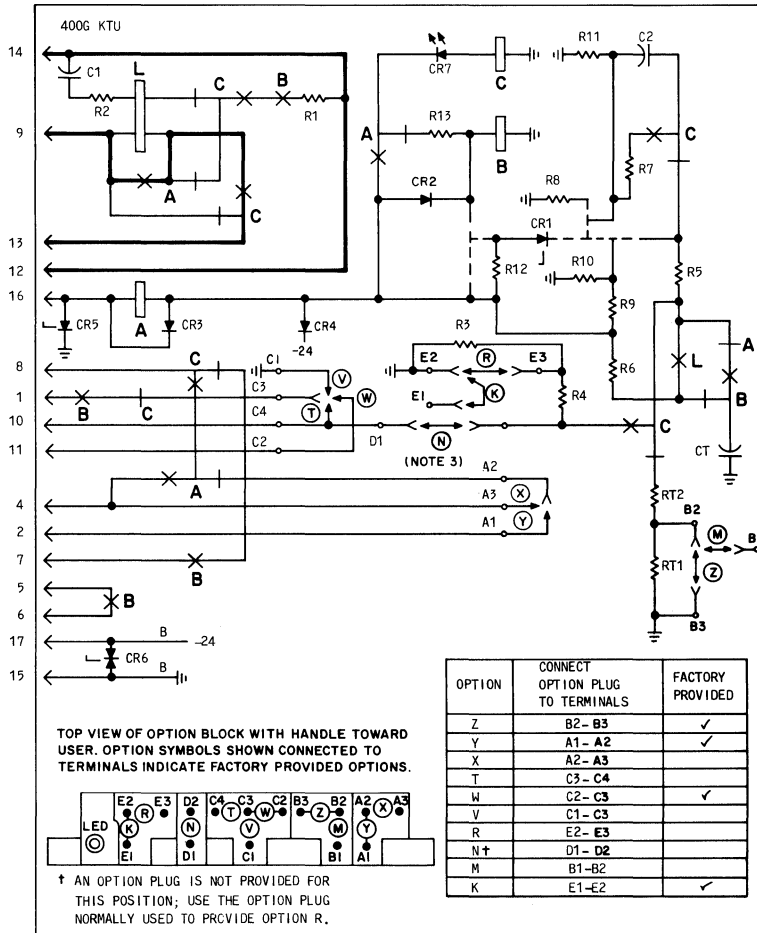 400G KTU
14
C1
L
C
B
R2
R1
9
A
C
13
12
16
CR5
A
CR3
CR4
-24
CR7
C
R11
C2
A
R13
B
C
R7
CR2
R8
CR1
R12
R10
R5
R9
R3
R6
L
A
B
8
C
C1
V
E2
R
E3
1
B
C
C3
T
W
E1
K
R4
10
C4
D1
N
C
(NOTE 3)
11
C2
CT
A
A2
4
A3
X
2
A1
Y
RT2
B2
M
B
7
B
RT1
Z
B3
5
B
6
17
B
-24
CR6
15
B
OPTION CONNECT OPTION PLUG TO TERMINALS FACTORY PROVIDED
Z B2-B3 ✓
Y A1-A2 ✓
X A2-A3
T C3-C4
W C2-C3 ✓
V C1-C3
R E2-E3
N† D1-D2
M B1-B2
K E1-E2 ✓
TOP VIEW OF OPTION BLOCK WITH HANDLE TOWARD
USER. OPTION SYMBOLS SHOWN CONNECTED TO
TERMINALS INDICATE FACTORY PROVIDED OPTIONS.
E2 E3 D2 C4 C3 C2 B3 B2 A2 A3
LED R K N T W V Z M X Y
E1 D1 C1 B1 A1
† AN OPTION PLUG IS NOT PROVIDED FOR
THIS POSITION; USE THE OPTION PLUG
NORMALLY USED TO PROVIDE OPTION R.